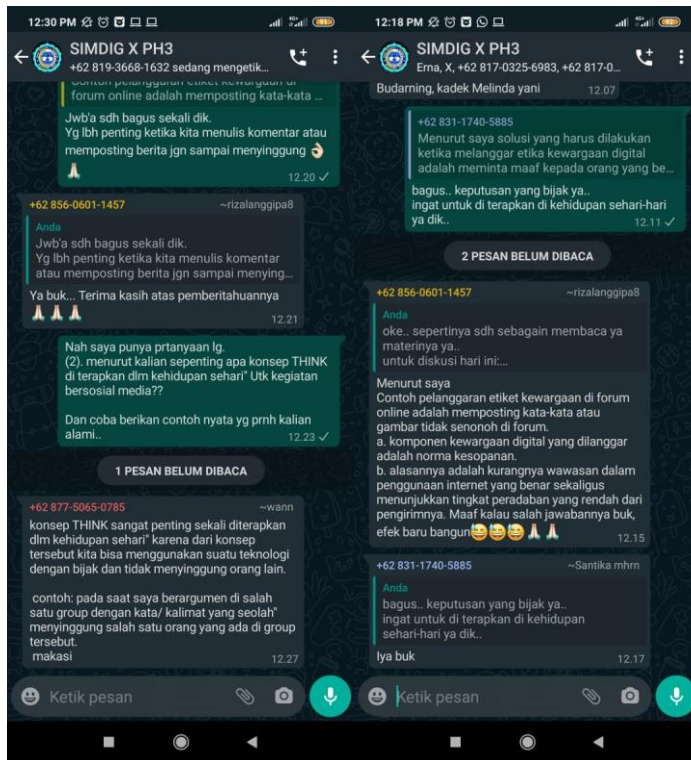 12:30 PM
SIMDIG X PH3
+62 819-3668-1632 sedang mengetik...
forum online adalah memposting kata-kata ...
Jwb'a sdh bagus sekali dik.
Yg lbh penting ketika kita menulis komentar atau
memposting berita jgn sampai menyinggung 👌🏻
🙏🏻
12.20
+62 856-0601-1457
~rizalanggipa8
Anda
Jwb'a sdh bagus sekali dik.
Yg lbh penting ketika kita menulis komentar
atau memposting berita jgn sampai menying...
Ya buk... Terima kasih atas pemberitahuannya
🙏🏻🙏🏻🙏🏻
12.21
Nah saya punya prtanyaan lg.
(2). menurut kalian sepenting apa konsep THINK
di terapkan dlm kehidupan sehari" Utk kegiatan
bersosial media??
Dan coba berikan contoh nyata yg prnh kalian
alami..
12.23
1 PESAN BELUM DIBACA
+62 877-5065-0785
~wann
konsep THINK sangat penting sekali diterapkan
dlm kehidupan sehari" karena dari konsep
tersebut kita bisa menggunakan suatu teknologi
dengan bijak dan tidak menyinggung orang lain.
contoh: pada saat saya berargumen di salah
satu group dengan kata/ kalimat yang seolah"
menyinggung salah satu orang yang ada di group
tersebut.
makasi
12.27
Ketik pesan
12:18 PM
SIMDIG X PH3
Erna, X, +62 817-0325-6983, +62 817-0...
Budarning, kadek Melinda yani
12.07
+62 831-1740-5885
Menurut saya solusi yang harus dilakukan
ketika melanggar etika kewargaan digital
adalah meminta maaf kepada orang yang be...
bagus.. keputusan yang bijak ya..
ingat untuk di terapkan di kehidupan sehari-hari
ya dik..
12.11
2 PESAN BELUM DIBACA
+62 856-0601-1457
~rizalanggipa8
Anda
oke.. sepertinya sdh sebagain membaca ya
materinya ya..
untuk diskusi hari ini:...
Menurut saya
Contoh pelanggaran etiket kewargaan di forum
online adalah memposting kata-kata atau
gambar tidak senonoh di forum.
a. komponen kewargaan digital yang dilanggar
adalah norma kesopanan.
b. alasannya adalah kurangnya wawasan dalam
penggunaan internet yang benar sekaligus
menunjukkan tingkat peradaban yang rendah dari
pengirimnya. Maaf kalau salah jawabannya buk,
efek baru bangun😅😅😅🙏🏻🙏🏻
12.15
+62 831-1740-5885
~Santika mhrn
Anda
bagus.. keputusan yang bijak ya..
ingat untuk di terapkan di kehidupan
sehari-hari ya dik..
Iya buk
12.17
Ketik pesan